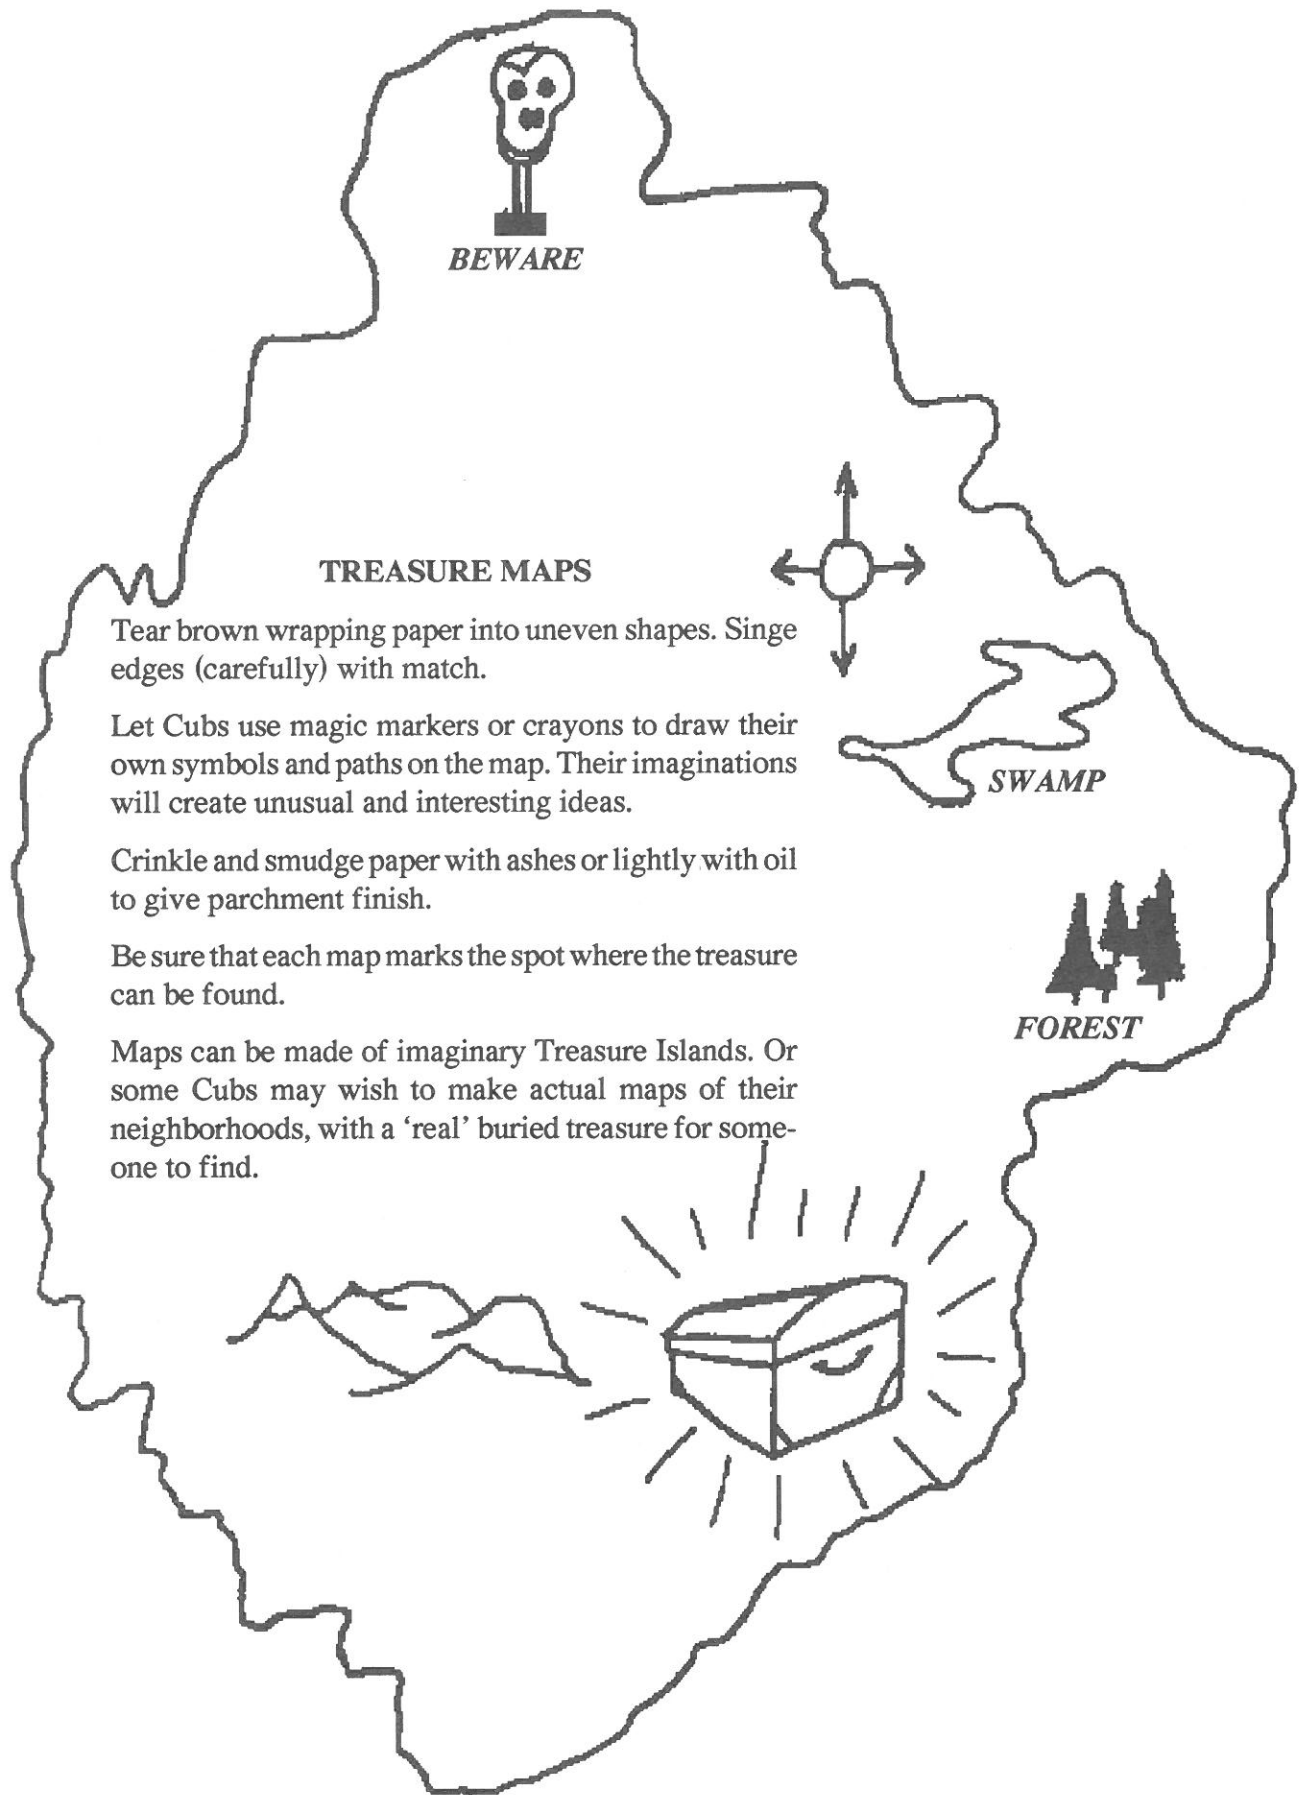 BEWARE
TREASURE MAPS
Tear brown wrapping paper into uneven shapes. Singe
edges (carefully) with match.
Let Cubs use magic markers or crayons to draw their
own symbols and paths on the map. Their imaginations
will create unusual and interesting ideas.
SWAMP
Crinkle and smudge paper with ashes or lightly with oil
to give parchment finish.
Be sure that each map marks the spot where the treasure
can be found.
FOREST
Maps can be made of imaginary Treasure Islands. Or
some Cubs may wish to make actual maps of their
neighborhoods, with a ‘real’ buried treasure for some-
one to find.